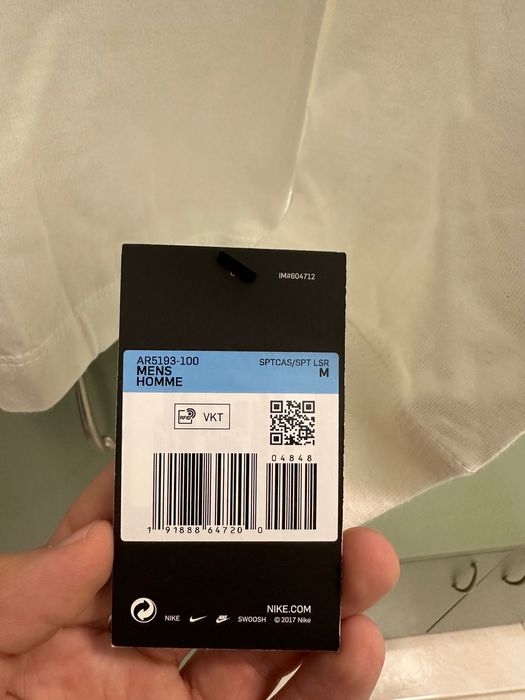 IM#604712
AR5193-100
MENS SPTCAS/SPT LSR
HOMME M
RFID VKT
04848
1 91888 64720 0
NIKE.COM
NIKE SWOOSH © 2017 Nike